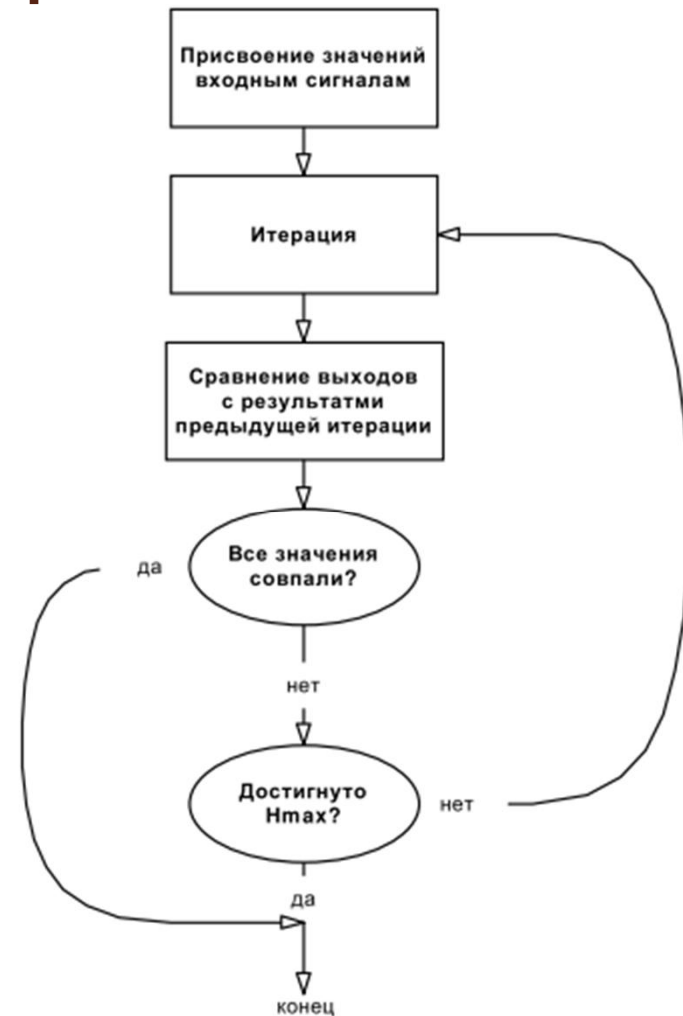 Присвоение значений
входным сигналам
Итерация
Сравнение выходов
с результатми
предыдущей итерации
Все значения
совпали?
да
нет
Достигнуто
Hmax?
нет
да
конец